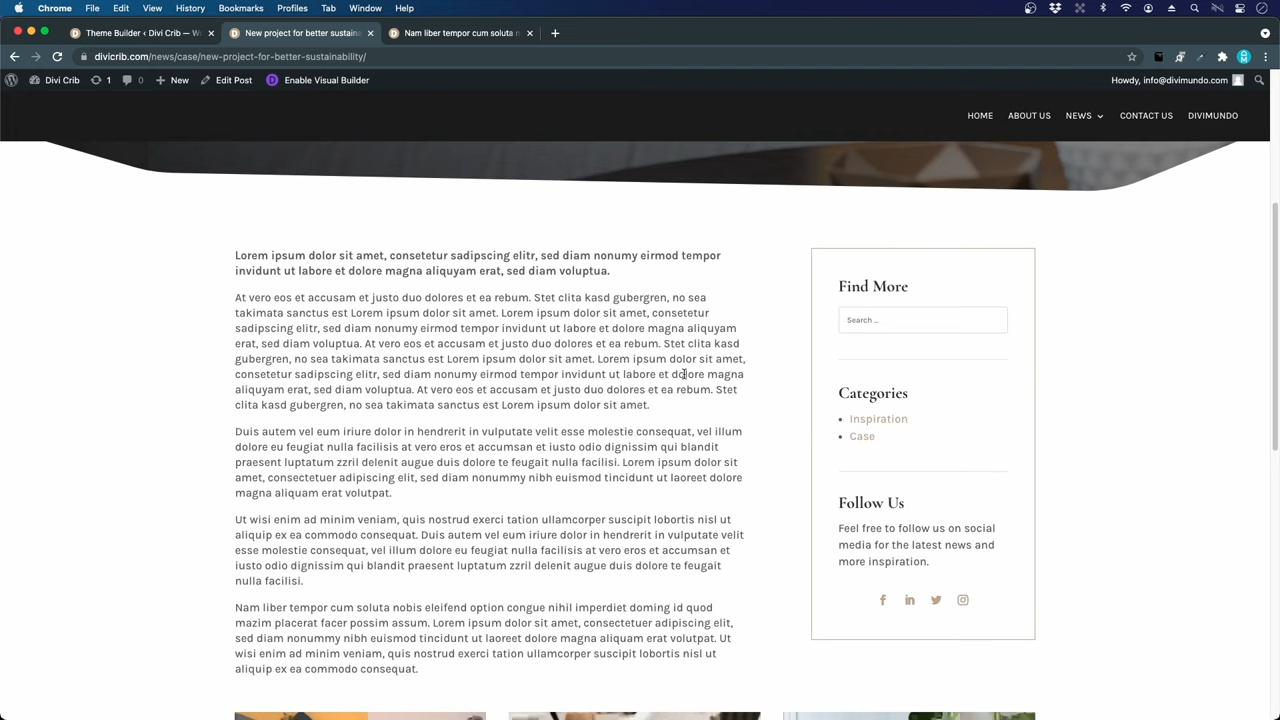 Chrome File Edit View History Bookmarks Profiles Tab Window Help
Theme Builder ‹ Divi Crib — W
New project for better sustaina
Nam liber tempor cum soluta n
divicrib.com/news/case/new-project-for-better-sustainability/
Divi Crib 1 0 New Edit Post Enable Visual Builder Howdy, info@divimundo.com
HOME ABOUT US NEWS CONTACT US DIVIMUNDO
Lorem ipsum dolor sit amet, consetetur sadipscing elitr, sed diam nonumy eirmod tempor
invidunt ut labore et dolore magna aliquyam erat, sed diam voluptua.
At vero eos et accusam et justo duo dolores et ea rebum. Stet clita kasd gubergren, no sea
takimata sanctus est Lorem ipsum dolor sit amet. Lorem ipsum dolor sit amet, consetetur
sadipscing elitr, sed diam nonumy eirmod tempor invidunt ut labore et dolore magna aliquyam
erat, sed diam voluptua. At vero eos et accusam et justo duo dolores et ea rebum. Stet clita kasd
gubergren, no sea takimata sanctus est Lorem ipsum dolor sit amet. Lorem ipsum dolor sit amet,
consetetur sadipscing elitr, sed diam nonumy eirmod tempor invidunt ut labore et dolore magna
aliquyam erat, sed diam voluptua. At vero eos et accusam et justo duo dolores et ea rebum. Stet
clita kasd gubergren, no sea takimata sanctus est Lorem ipsum dolor sit amet.
Duis autem vel eum iriure dolor in hendrerit in vulputate velit esse molestie consequat, vel illum
dolore eu feugiat nulla facilisis at vero eros et accumsan et iusto odio dignissim qui blandit
praesent luptatum zzril delenit augue duis dolore te feugait nulla facilisi. Lorem ipsum dolor sit
amet, consectetuer adipiscing elit, sed diam nonummy nibh euismod tincidunt ut laoreet dolore
magna aliquam erat volutpat.
Ut wisi enim ad minim veniam, quis nostrud exerci tation ullamcorper suscipit lobortis nisl ut
aliquip ex ea commodo consequat. Duis autem vel eum iriure dolor in hendrerit in vulputate velit
esse molestie consequat, vel illum dolore eu feugiat nulla facilisis at vero eros et accumsan et
iusto odio dignissim qui blandit praesent luptatum zzril delenit augue duis dolore te feugait
nulla facilisi.
Nam liber tempor cum soluta nobis eleifend option congue nihil imperdiet doming id quod
mazim placerat facer possim assum. Lorem ipsum dolor sit amet, consectetuer adipiscing elit,
sed diam nonummy nibh euismod tincidunt ut laoreet dolore magna aliquam erat volutpat. Ut
wisi enim ad minim veniam, quis nostrud exerci tation ullamcorper suscipit lobortis nisl ut
aliquip ex ea commodo consequat.
Find More
Search …
Categories
Inspiration
Case
Follow Us
Feel free to follow us on social
media for the latest news and
more inspiration.